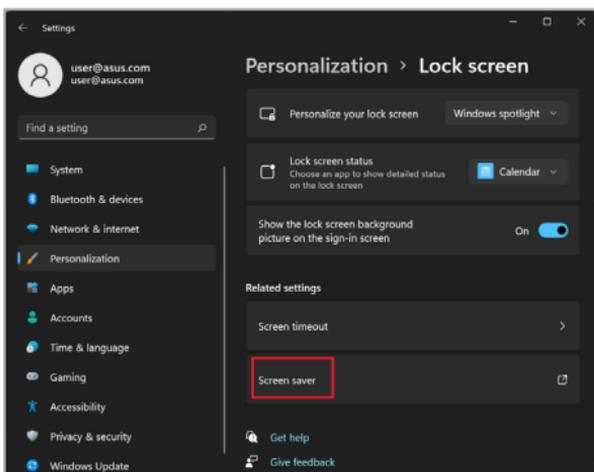 Settings
user@asus.com
user@asus.com
Find a setting
System
Bluetooth & devices
Network & internet
Personalization
Apps
Accounts
Time & language
Gaming
Accessibility
Privacy & security
Windows Update
Personalization > Lock screen
Personalize your lock screen
Windows spotlight
Lock screen status
Choose an app to show detailed status
on the lock screen
Calendar
Show the lock screen background
picture on the sign-in screen
On
Related settings
Screen timeout
Screen saver
Get help
Give feedback